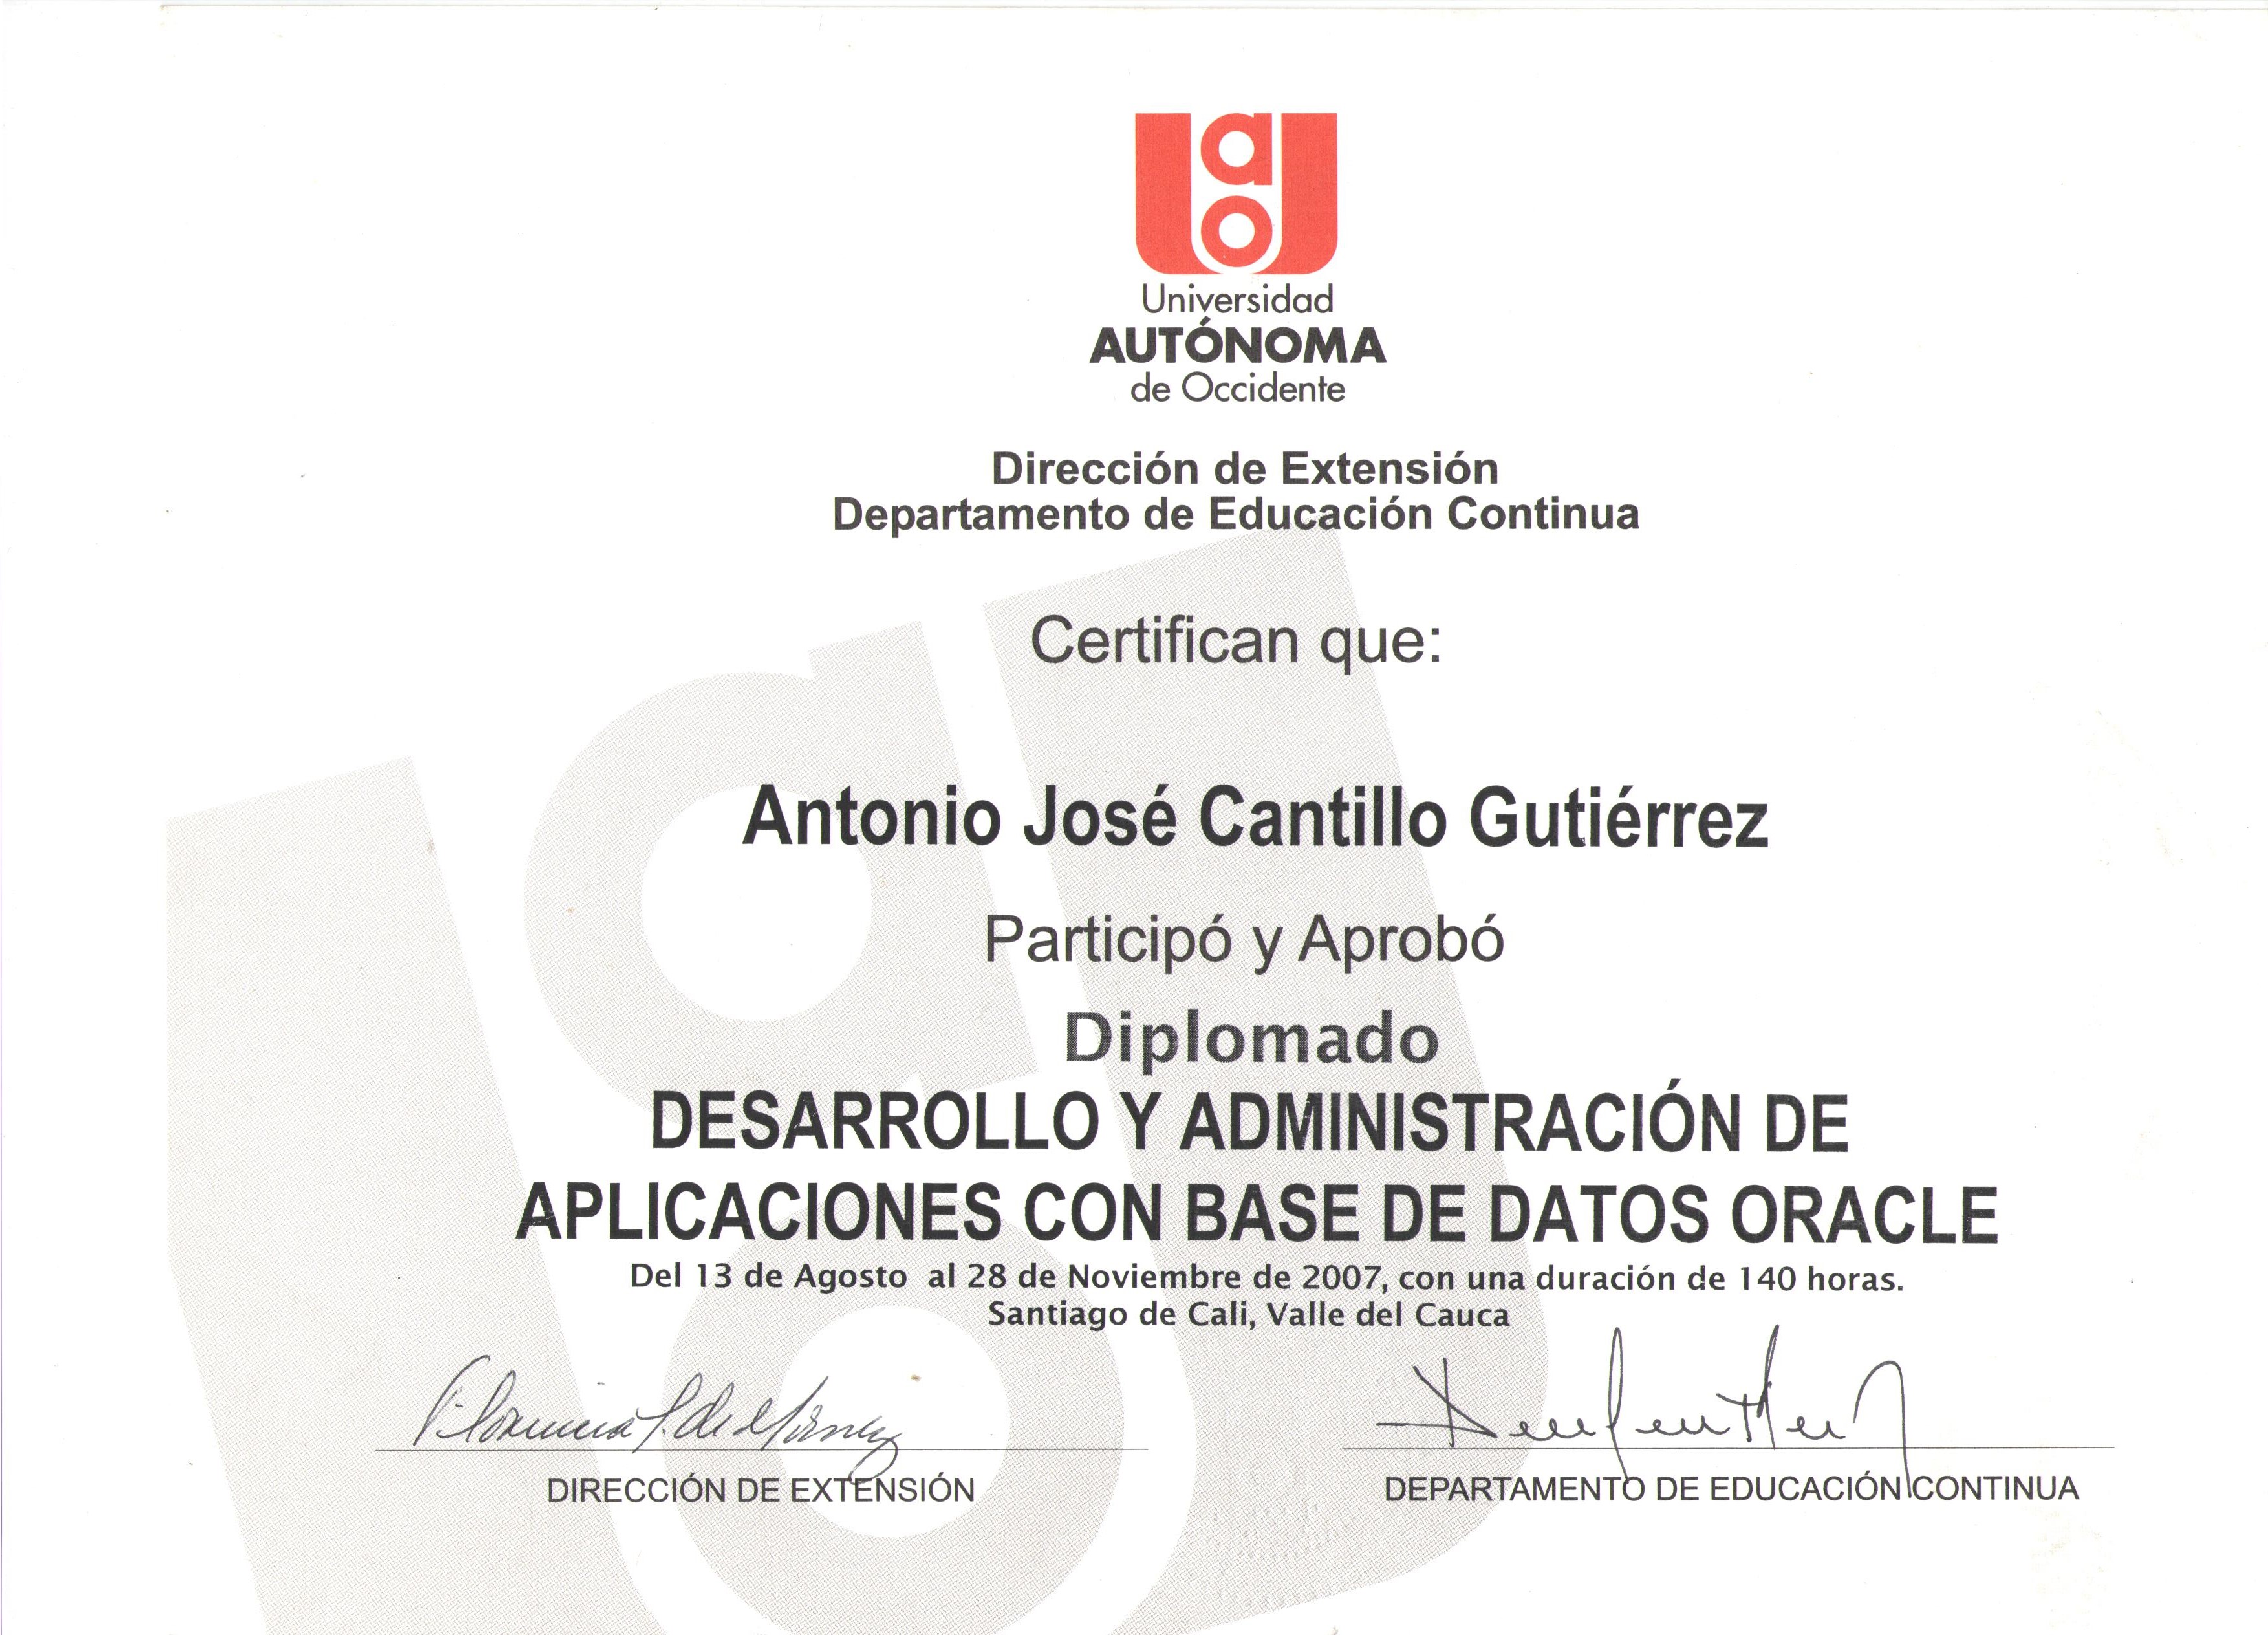 uao
Universidad
AUTÓNOMA
de Occidente
Dirección de Extensión
Departamento de Educación Continua
Certifican que:
Antonio José Cantillo Gutiérrez
Participó y Aprobó
Diplomado
DESARROLLO Y ADMINISTRACIÓN DE
APLICACIONES CON BASE DE DATOS ORACLE
Del 13 de Agosto al 28 de Noviembre de 2007, con una duración de 140 horas.
Santiago de Cali, Valle del Cauca
DIRECCIÓN DE EXTENSIÓN
DEPARTAMENTO DE EDUCACIÓN CONTINUA